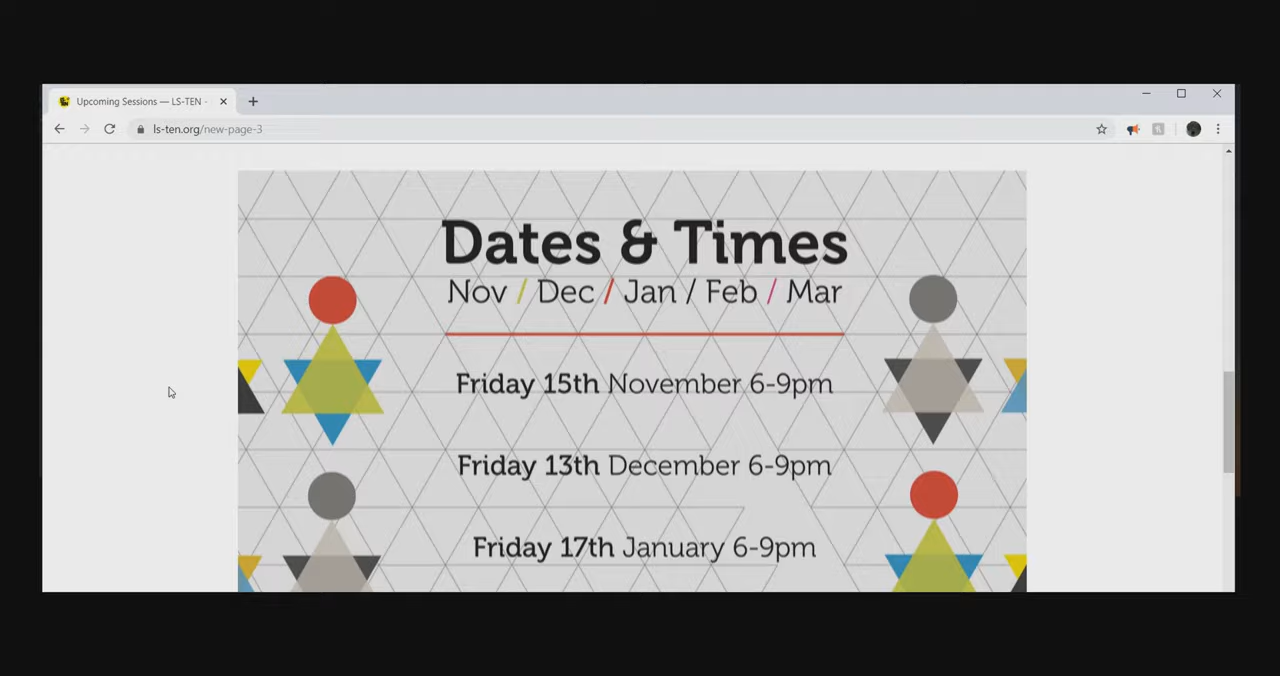 Upcoming Sessions — LS-TEN -
ls-ten.org/new-page-3
Dates & Times
Nov / Dec / Jan / Feb / Mar
Friday 15th November 6-9pm
Friday 13th December 6-9pm
Friday 17th January 6-9pm